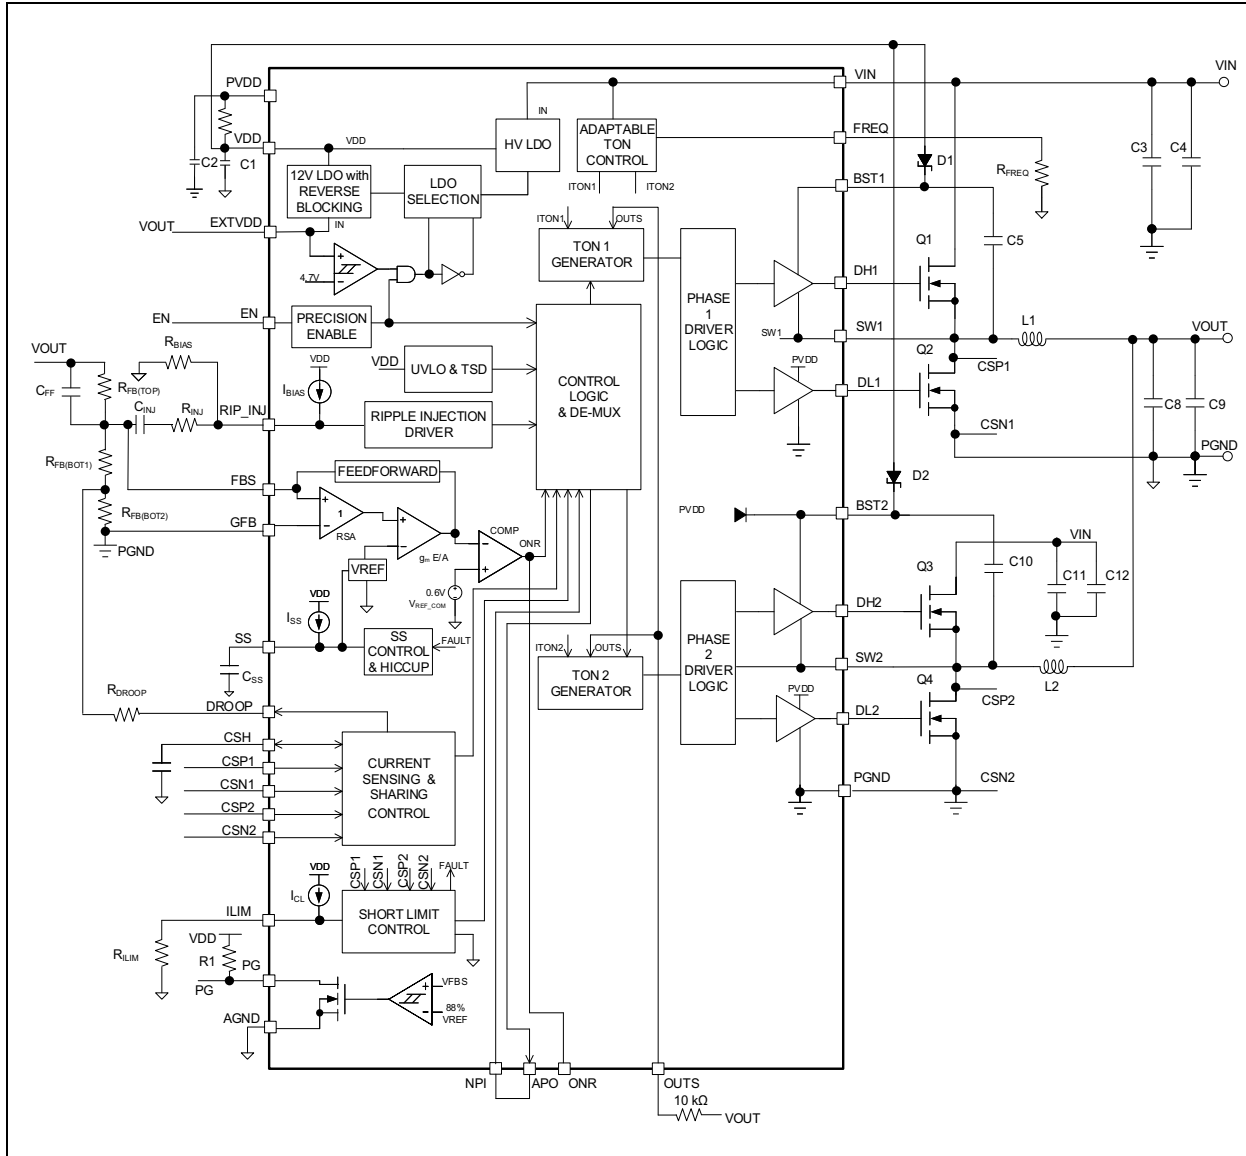 PVDD
VIN
VIN
IN
FREQ
VDD
VDD
C2
C1
HV LDO
ADAPTABLE
TON
CONTROL
ITON1
ITON2
D1
RFREQ
C3
C4
12V LDO with
REVERSE
BLOCKING
LDO
SELECTION
BST1
VOUT
EXTVDD
IN
ITON1
OUTS
TON 1
GENERATOR
C5
Q1
4.7V
+
−
PHASE
1
DRIVER
LOGIC
DH1
EN
EN
PRECISION
ENABLE
SW1
SW1
L1
VOUT
VOUT
RBIAS
VDD
VDD
UVLO & TSD
CONTROL
LOGIC
& DE-MUX
PVDD
Q2
CSP1
CFF
RFB(TOP)
IBIAS
DL1
CINJ
RINJ
RIP_INJ
RIPPLE INJECTION
DRIVER
C8
C9
CSN1
PGND
RFB(BOT1)
FEEDFORWARD
FBS
D2
RFB(BOT2)
GFB
+
−
1
RSA
+
−
gm E/A
COMP
−
+
ONR
PVDD
BST2
PGND
VREF
0.6V
VREF_COM
VIN
C10
C11
C12
Q3
VDD
ISS
DH2
SS
SS
CONTROL
& HICCUP
FAULT
ITON2
OUTS
PHASE
2
DRIVER
LOGIC
CSS
TON 2
GENERATOR
SW2
L2
Q4
CSP2
RDROOP
DROOP
PVDD
DL2
CSH
CSP1
CSN1
CSP2
CSN2
CURRENT
SENSING &
SHARING
CONTROL
PGND
CSN2
VDD
CSP1
CSN1
CSP2
CSN2
FAULT
ICL
ILIM
SHORT LIMIT
CONTROL
RILIM
VDD
R1
PG
PG
+
−
VFBS
88%
VREF
AGND
NPI
APO
ONR
OUTS
10 kΩ
VOUT